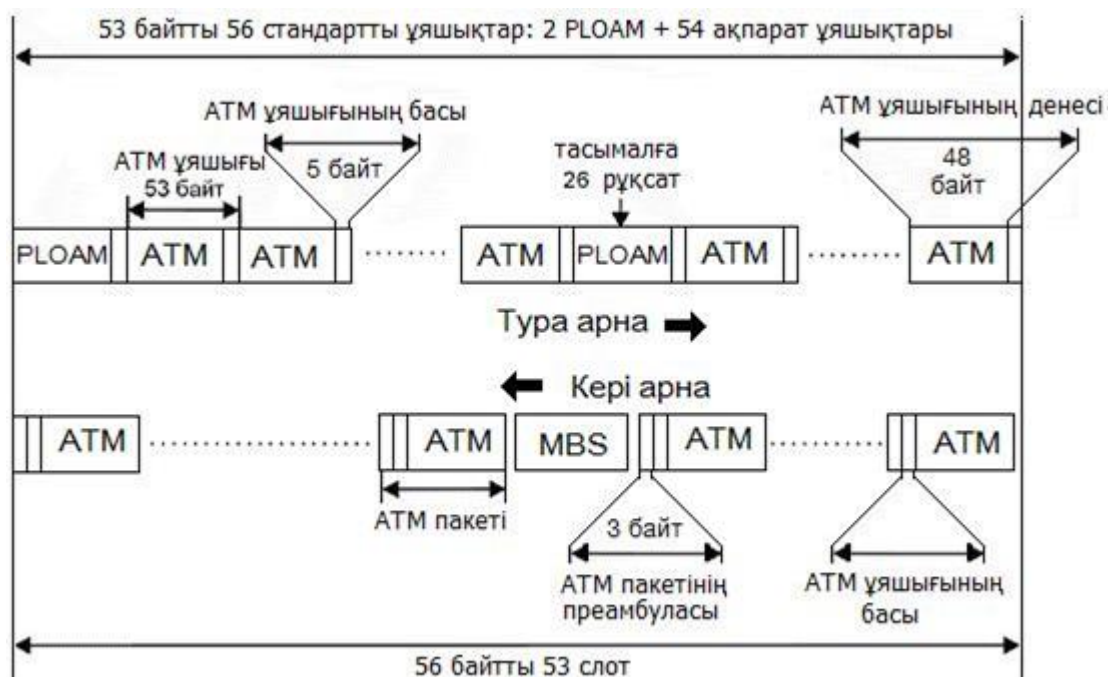 53 байтты 56 стандартты ұяшықтар: 2 PLOAM + 54 ақпарат ұяшықтары
АТМ ұяшығының басы
АТМ ұяшығының денесі
АТМ ұяшығы
53 байт
5 байт
тасымалға
26 рұқсат
48
байт
PLOAM ATM ATM ATM PLOAM ATM ATM
Тура арна
Кері арна
ATM ATM MBS ATM ATM
АТМ пакеті
3 байт
АТМ пакетінің
преамбуласы
АТМ ұяшығының
басы
56 байтты 53 слот